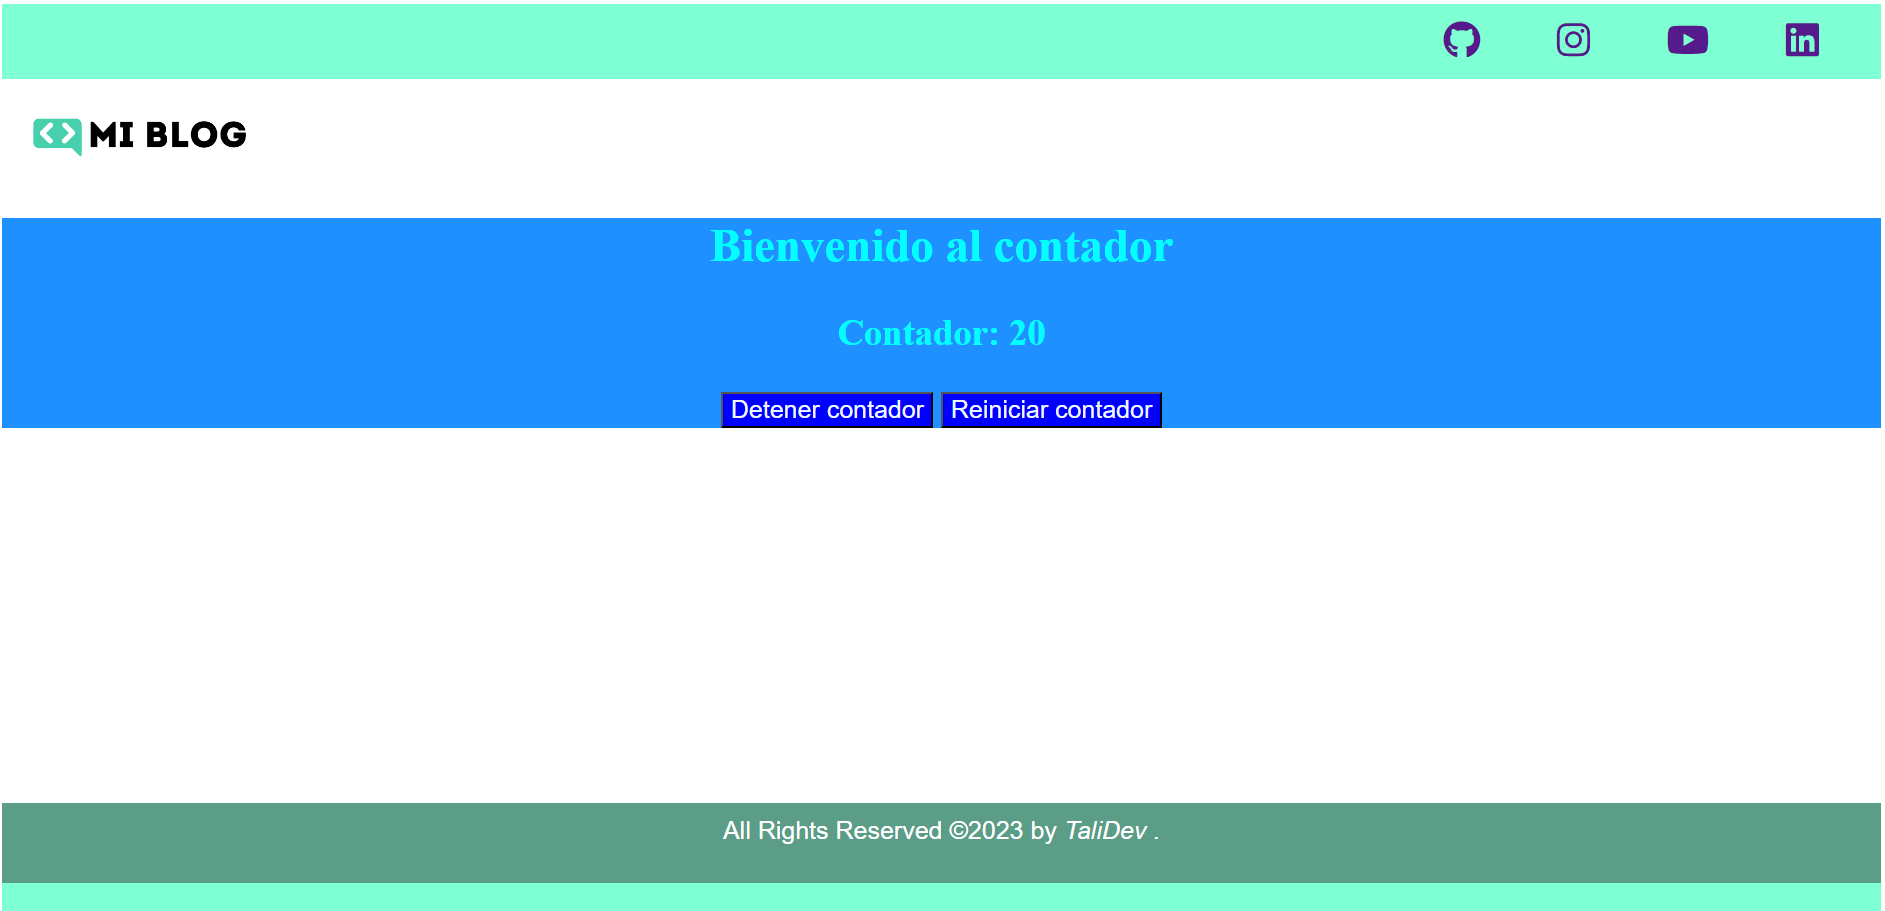 MI BLOG
Bienvenido al contador
Contador: 20
Detener contador Reiniciar contador
All Rights Reserved ©2023 by TaliDev .